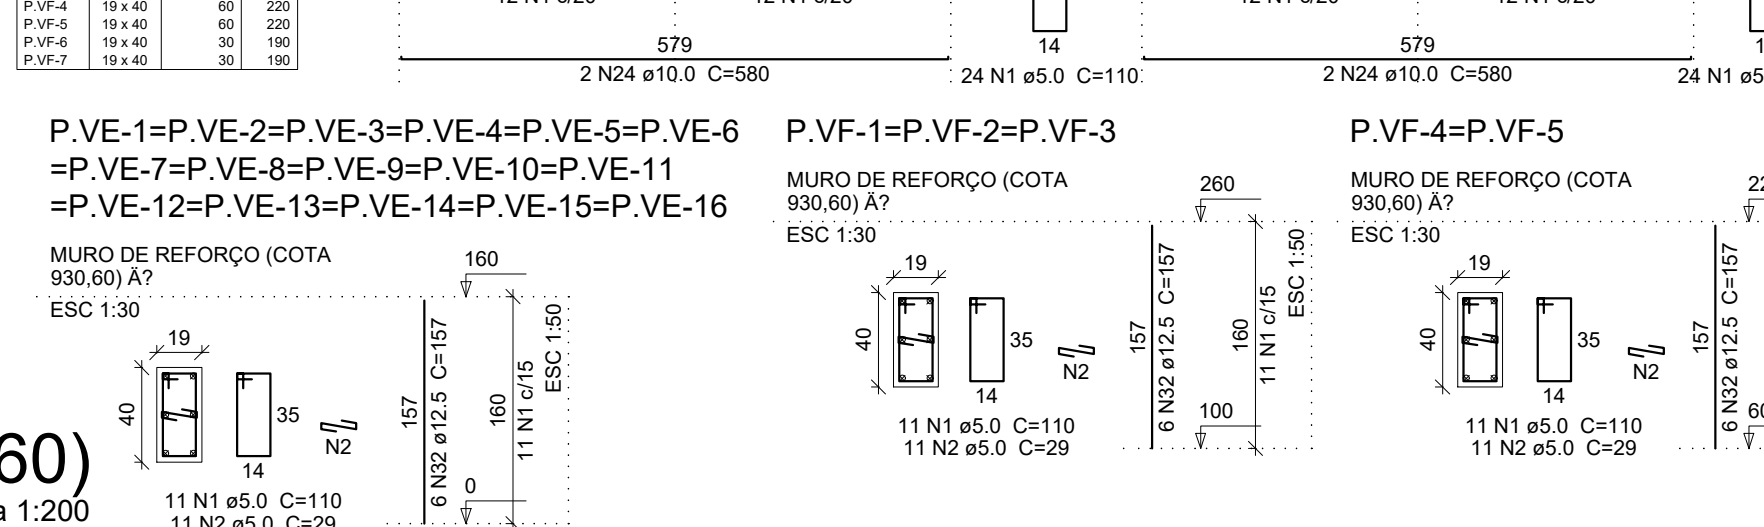 P.VF-4 19 x 40 60 220
P.VF-5 19 x 40 60 220
P.VF-6 19 x 40 30 190
P.VF-7 19 x 40 30 190
579
2 N24 ø10.0 C=580
14
24 N1 ø5.0 C=110
579
2 N24 ø10.0 C=580
24 N1 ø5
P.VE-1=P.VE-2=P.VE-3=P.VE-4=P.VE-5=P.VE-6
=P.VE-7=P.VE-8=P.VE-9=P.VE-10=P.VE-11
=P.VE-12=P.VE-13=P.VE-14=P.VE-15=P.VE-16
MURO DE REFORÇO (COTA
930,60) Ä?
ESC 1:30
160
19
40
35
14
N2
11 N1 ø5.0 C=110
11 N2 ø5.0 C=29
157
6 N32 ø12.5 C=157
160
11 N1 c/15
ESC 1:50
0
60)
a 1:200
P.VF-1=P.VF-2=P.VF-3
MURO DE REFORÇO (COTA
930,60) Ä?
ESC 1:30
260
19
40
35
14
N2
11 N1 ø5.0 C=110
11 N2 ø5.0 C=29
157
6 N32 ø12.5 C=157
160
11 N1 c/15
ESC 1:50
100
P.VF-4=P.VF-5
MURO DE REFORÇO (COTA
930,60) Ä?
ESC 1:30
19
40
35
14
N2
11 N1 ø5.0 C=110
11 N2 ø5.0 C=29
157
6 N32 ø12.5 C=157
60